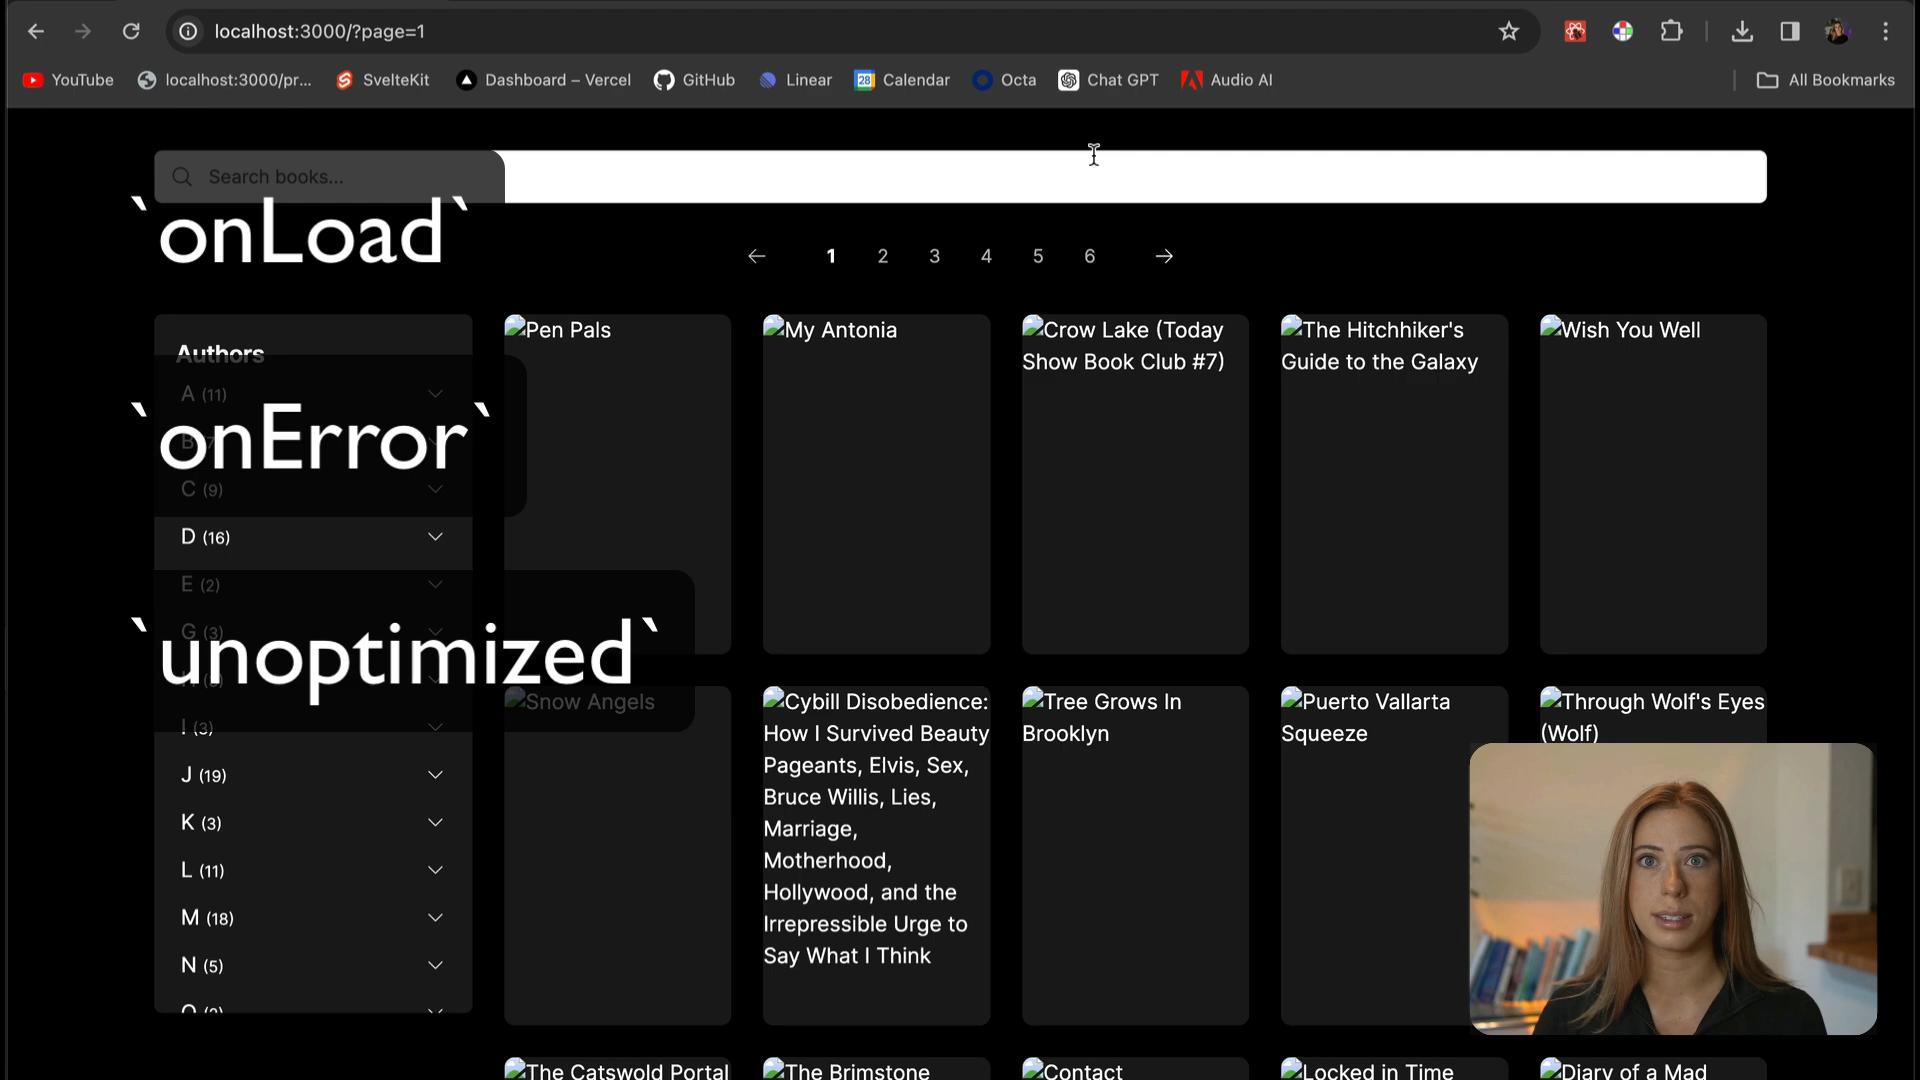 localhost:3000/?page=1
YouTube
localhost:3000/pr...
SvelteKit
Dashboard – Vercel
GitHub
Linear
28
Calendar
Octa
Chat GPT
Audio AI
All Bookmarks
Search books...
`onLoad`
1 2 3 4 5 6
Authors
A (11)
`onError`
C (9)
D (16)
E (2)
G (3)
`unoptimized`
I (3)
J (19)
K (3)
L (11)
M (18)
N (5)
Pen Pals
My Antonia
Crow Lake (Today
Show Book Club #7)
The Hitchhiker's
Guide to the Galaxy
Wish You Well
Snow Angels
Cybill Disobedience:
How I Survived Beauty
Pageants, Elvis, Sex,
Bruce Willis, Lies,
Marriage,
Motherhood,
Hollywood, and the
Irrepressible Urge to
Say What I Think
Tree Grows In
Brooklyn
Puerto Vallarta
Squeeze
Through Wolf's Eyes
(Wolf)
The Catswold Portal
The Brimstone
Contact
Locked in Time
Diary of a Mad